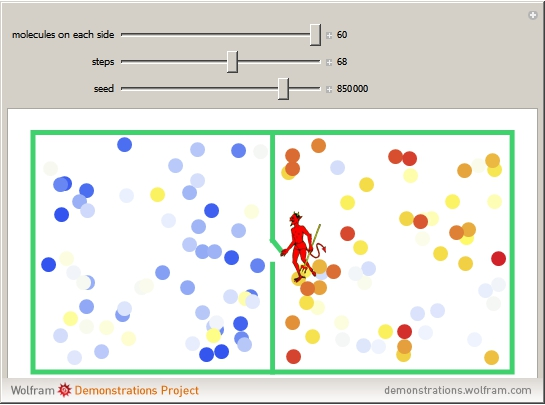 molecules on each side 60
steps 68
seed 850000
Wolfram Demonstrations Project demonstrations.wolfram.com